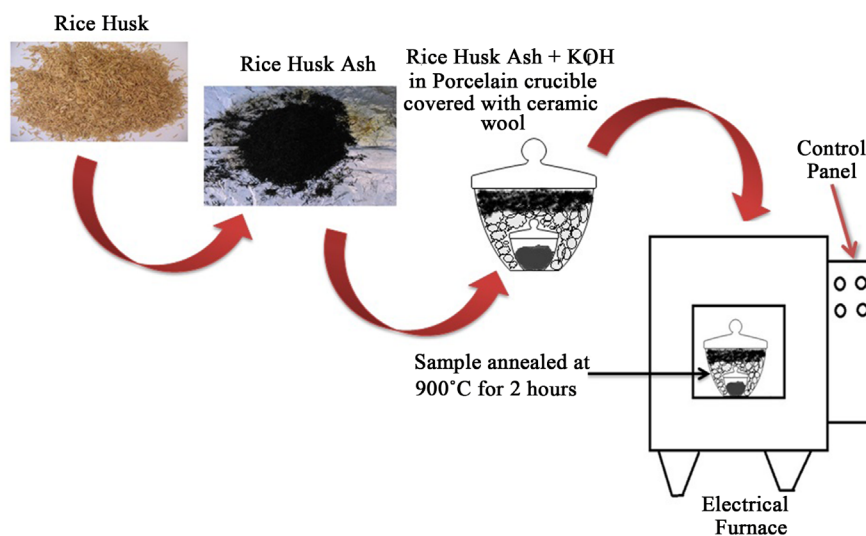 Rice Husk
Rice Husk Ash
Rice Husk Ash + KOH
in Porcelain crucible
covered with ceramic
wool
Control
Panel
Sample annealed at
900°C for 2 hours
Electrical
Furnace